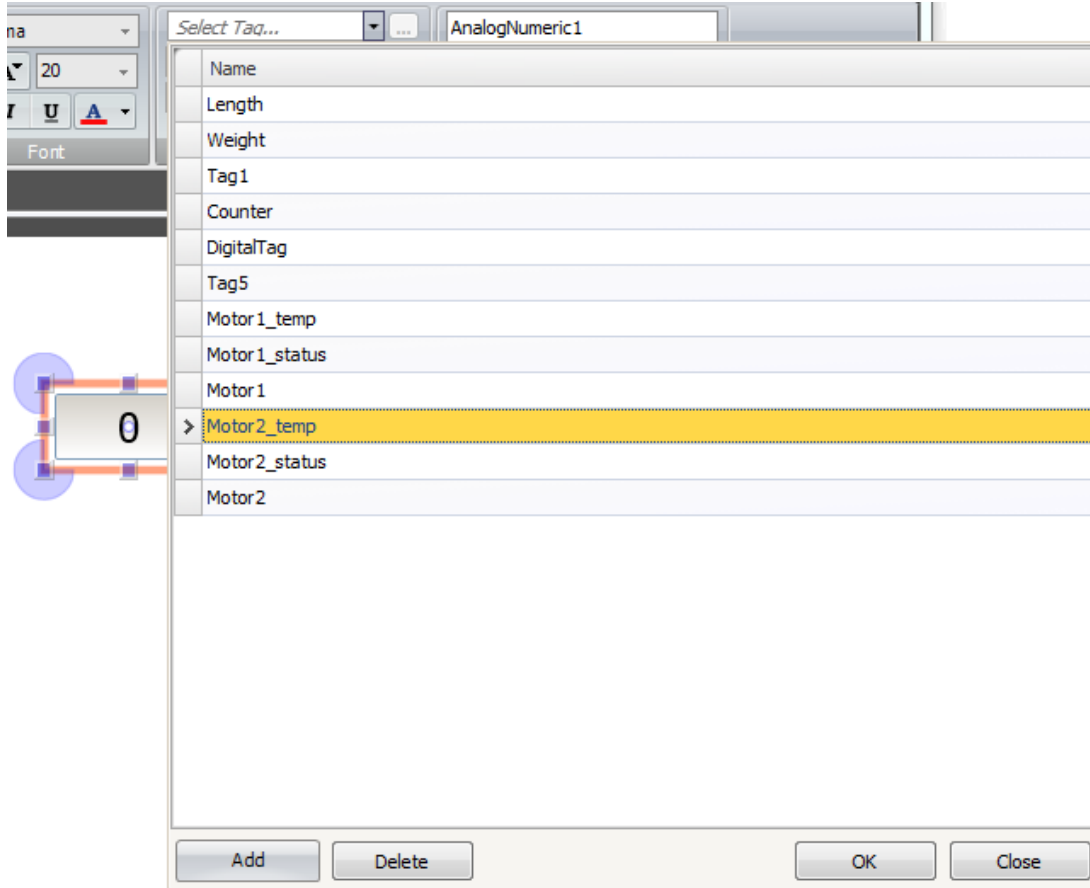 Select Tag...
...
AnalogNumeric1
20
I U A
Font
Name
Length
Weight
Tag1
Counter
DigitalTag
Tag5
Motor1_temp
Motor1_status
Motor1
0
Motor2_temp
Motor2_status
Motor2
Add Delete OK Close